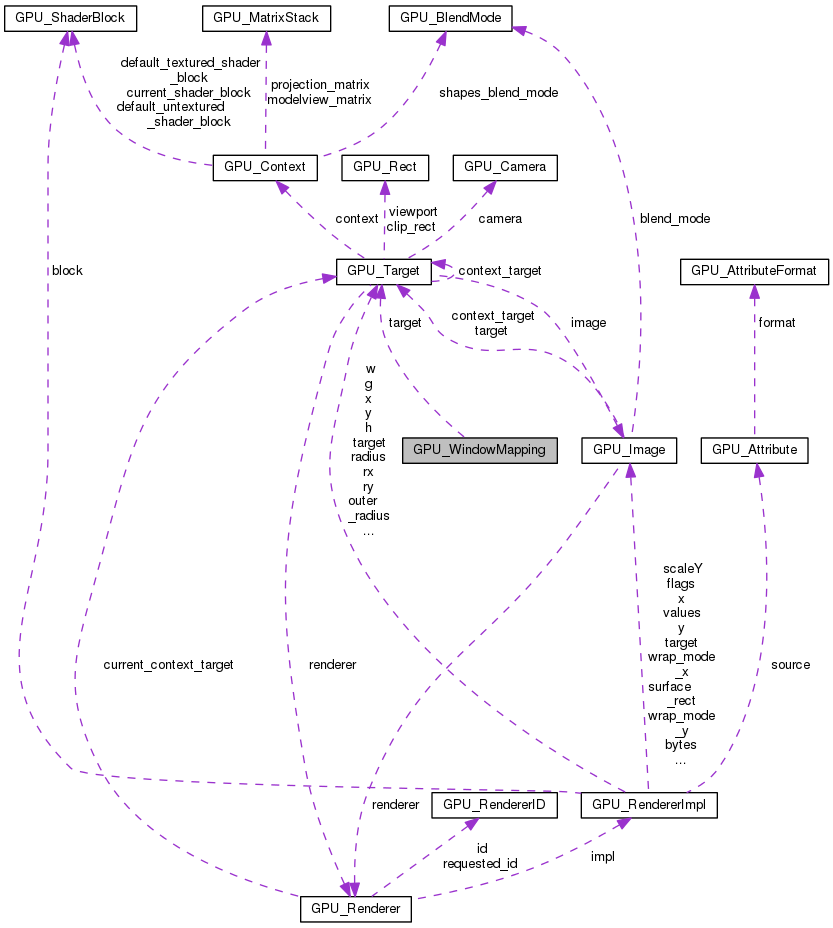 GPU_ShaderBlock
GPU_MatrixStack
GPU_BlendMode
default_textured_shader
_block
current_shader_block
default_untextured
_shader_block
projection_matrix
modelview_matrix
shapes_blend_mode
GPU_Context
GPU_Rect
GPU_Camera
context
viewport
clip_rect
camera
blend_mode
block
GPU_Target
context_target
GPU_AttributeFormat
target
context_target
target
image
format
w
g
x
y
h
target
radius
rx
ry
outer
_radius
...
GPU_WindowMapping
GPU_Image
GPU_Attribute
current_context_target
renderer
scaleY
flags
x
values
y
target
wrap_mode
_x
surface
_rect
wrap_mode
_y
bytes
...
source
renderer
GPU_RendererID
GPU_RendererImpl
id
requested_id
impl
GPU_Renderer